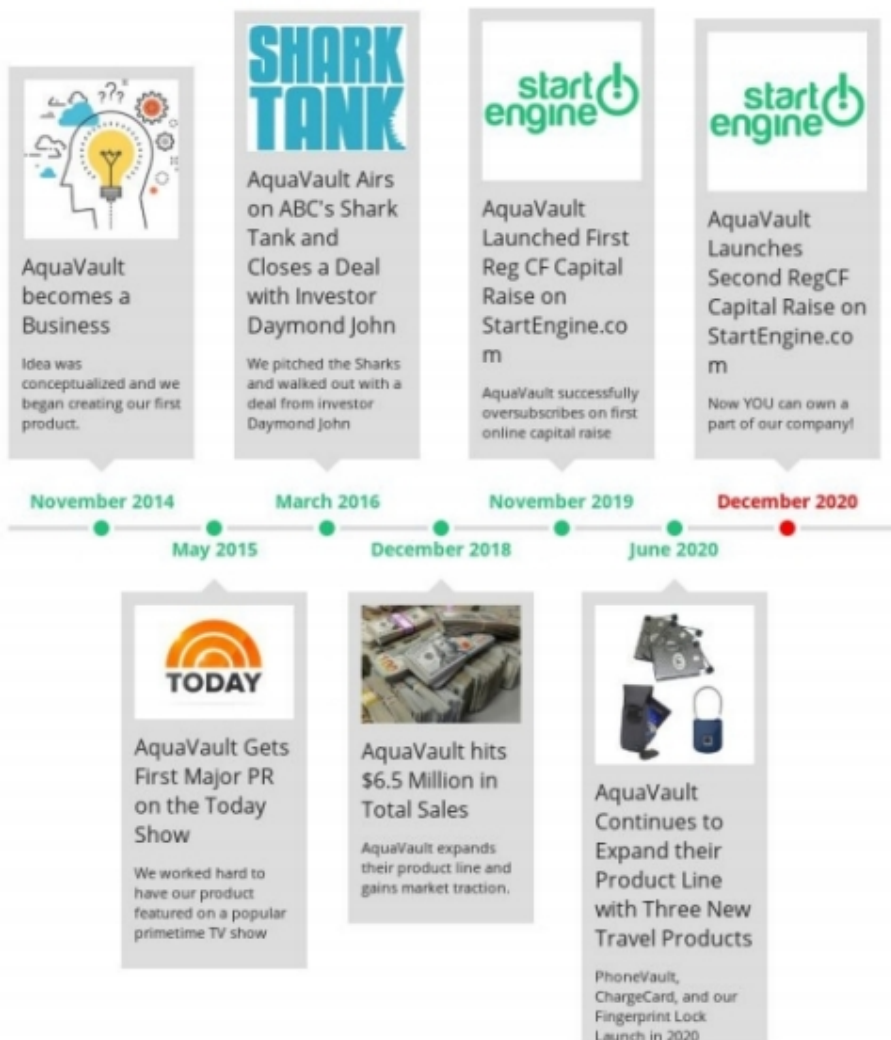 SHARK
TANK
start
engine
start
engine
AquaVault
becomes a
Business
Idea was
conceptualized and we
began creating our first
product.
AquaVault Airs
on ABC's Shark
Tank and
Closes a Deal
with Investor
Daymond John
We pitched the Sharks
and walked out with a
deal from investor
Daymond John
AquaVault
Launched First
Reg CF Capital
Raise on
StartEngine.co
m
AquaVault successfully
oversubscribes on first
online capital raise
AquaVault
Launches
Second RegCF
Capital Raise on
StartEngine.co
m
Now YOU can own a
part of our company!
November 2014
March 2016
November 2019
December 2020
May 2015
December 2018
June 2020
TODAY
AquaVault Gets
First Major PR
on the Today
Show
We worked hard to
have our product
featured on a popular
primetime TV show
AquaVault hits
$6.5 Million in
Total Sales
AquaVault expands
their product line and
gains market traction.
AquaVault
Continues to
Expand their
Product Line
with Three New
Travel Products
PhoneVault,
ChargeCard, and our
Fingerprint Lock
Launch in 2020